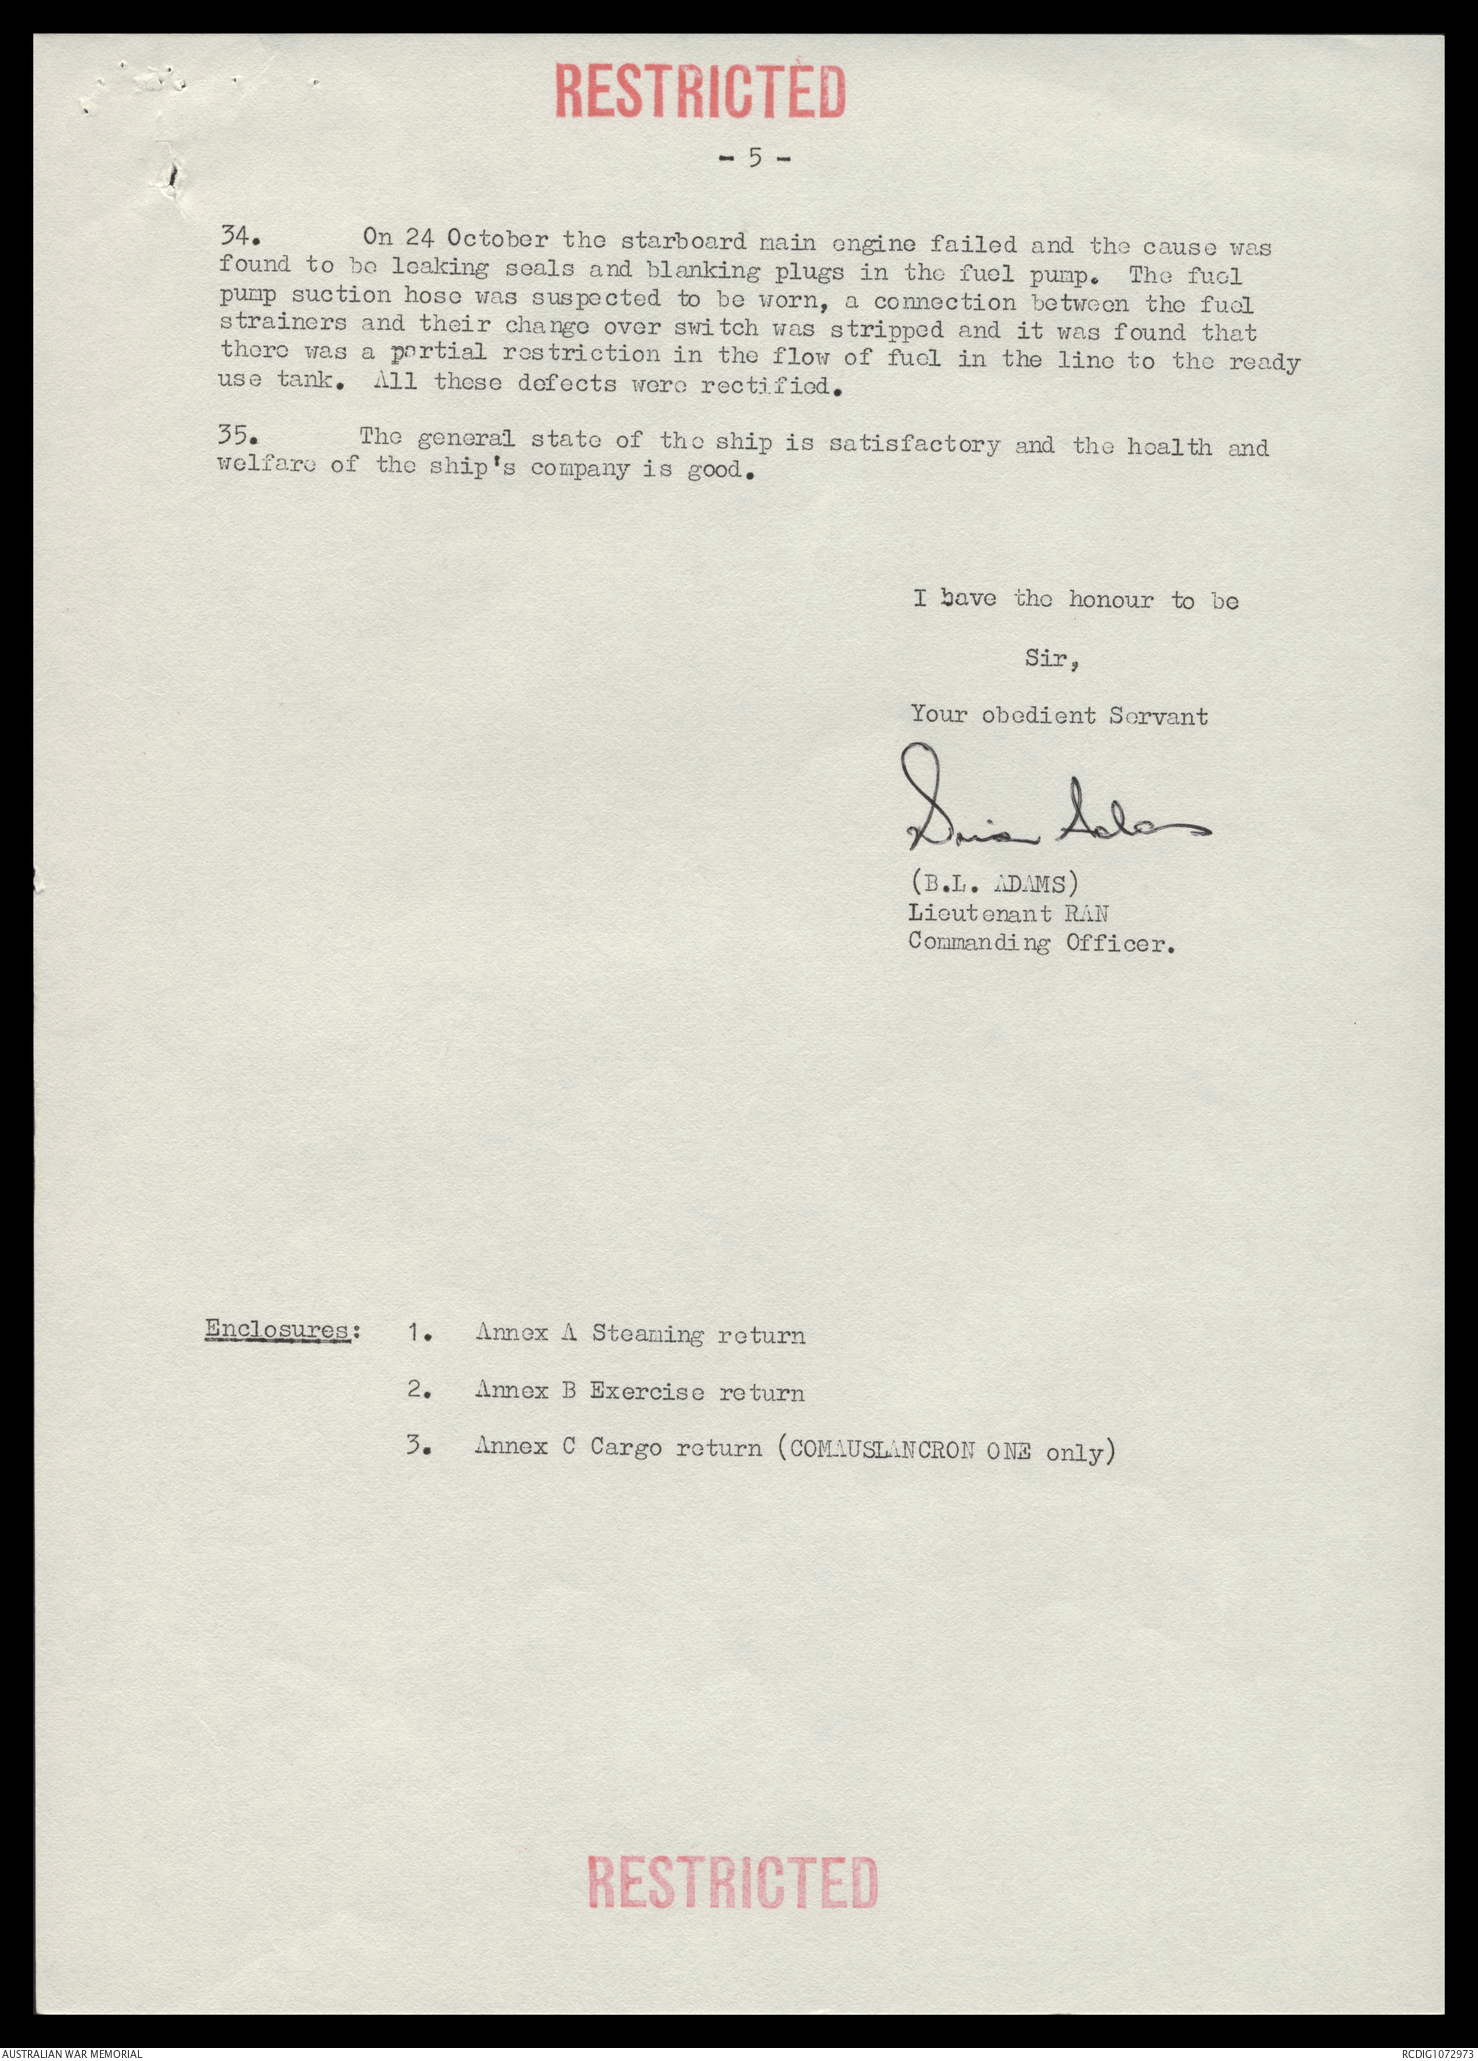 RESTRICTED
- 5 -
34. On 24 October the starboard main engine failed and the cause was
found to be leaking seals and blanking plugs in the fuel pump. The fuel
pump suction hose was suspected to be worn, a connection between the fuel
strainers and their change over switch was stripped and it was found that
there was a partial restriction in the flow of fuel in the line to the ready
use tank. All these defects were rectified.
35. The general state of the ship is satisfactory and the health and
welfare of the ship's company is good.
I have the honour to be
Sir,
Your obedient Servant
Brian Adams
(B.L. ADAMS)
Lieutenant RAN
Commanding Officer.
Enclosures: 1. Annex A Steaming return
2. Annex B Exercise return
3. Annex C Cargo return (COMAUSLANCRON ONE only)
RESTRICTED
AUSTRALIAN WAR MEMORIAL
RCDIG1072973